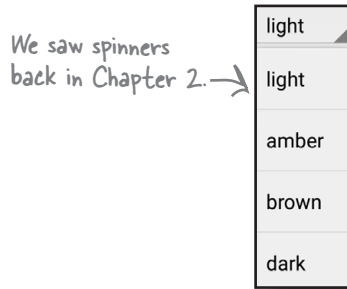 We saw spinners
back in Chapter 2.
light
light
amber
brown
dark